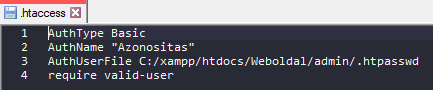 .htaccess
1 AuthType Basic
2 AuthName "Azonositas"
3 AuthUserFile C:/xampp/htdocs/Weboldal/admin/.htpasswd
4 require valid-user